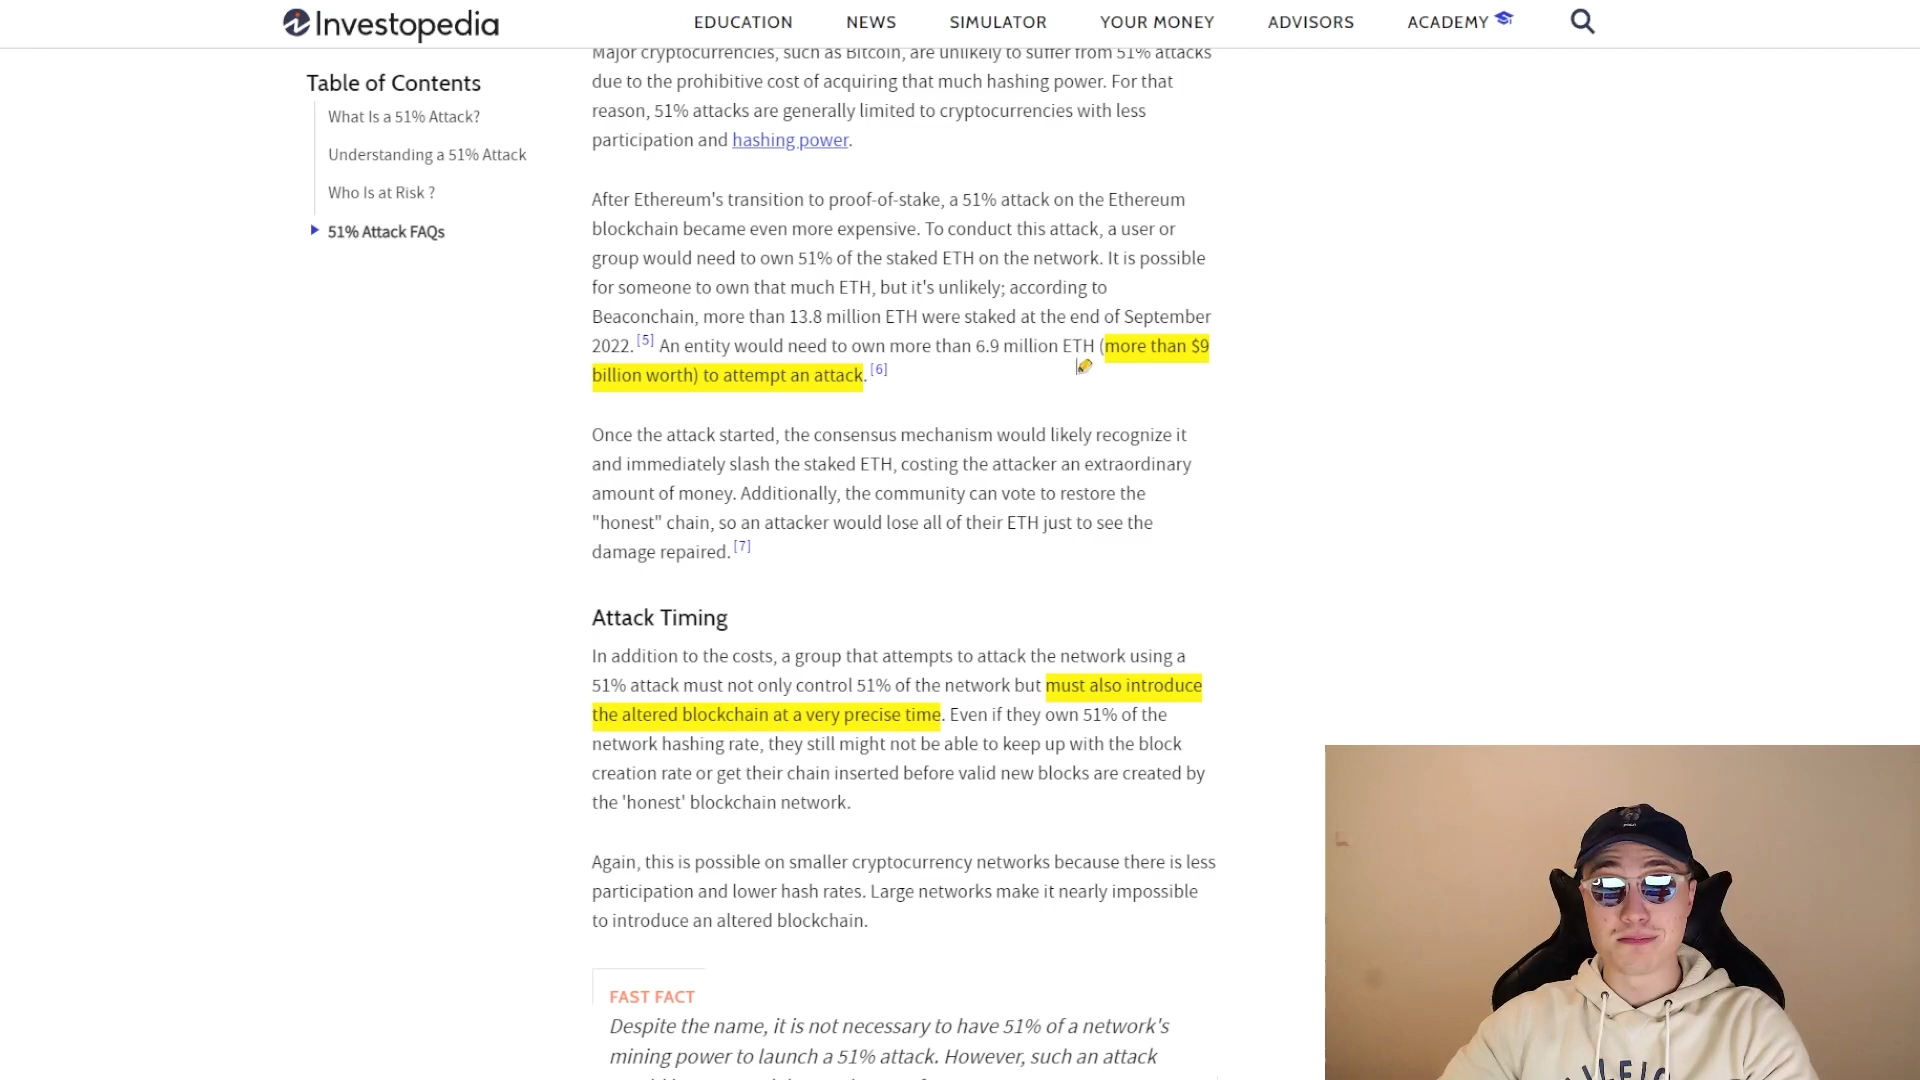 Investopedia
EDUCATION
NEWS
SIMULATOR
YOUR MONEY
ADVISORS
ACADEMY
Table of Contents
What Is a 51% Attack?
Understanding a 51% Attack
Who Is at Risk ?
51% Attack FAQs
Major cryptocurrencies, such as Bitcoin, are unlikely to suffer from 51% attacks
due to the prohibitive cost of acquiring that much hashing power. For that
reason, 51% attacks are generally limited to cryptocurrencies with less
participation and hashing power.
After Ethereum's transition to proof-of-stake, a 51% attack on the Ethereum
blockchain became even more expensive. To conduct this attack, a user or
group would need to own 51% of the staked ETH on the network. It is possible
for someone to own that much ETH, but it's unlikely; according to
Beaconchain, more than 13.8 million ETH were staked at the end of September
2022.[5] An entity would need to own more than 6.9 million ETH (more than $9
billion worth) to attempt an attack.[6]
Once the attack started, the consensus mechanism would likely recognize it
and immediately slash the staked ETH, costing the attacker an extraordinary
amount of money. Additionally, the community can vote to restore the
"honest" chain, so an attacker would lose all of their ETH just to see the
damage repaired.[7]
Attack Timing
In addition to the costs, a group that attempts to attack the network using a
51% attack must not only control 51% of the network but must also introduce
the altered blockchain at a very precise time. Even if they own 51% of the
network hashing rate, they still might not be able to keep up with the block
creation rate or get their chain inserted before valid new blocks are created by
the 'honest' blockchain network.
Again, this is possible on smaller cryptocurrency networks because there is less
participation and lower hash rates. Large networks make it nearly impossible
to introduce an altered blockchain.
FAST FACT
Despite the name, it is not necessary to have 51% of a network's
mining power to launch a 51% attack. However, such an attack